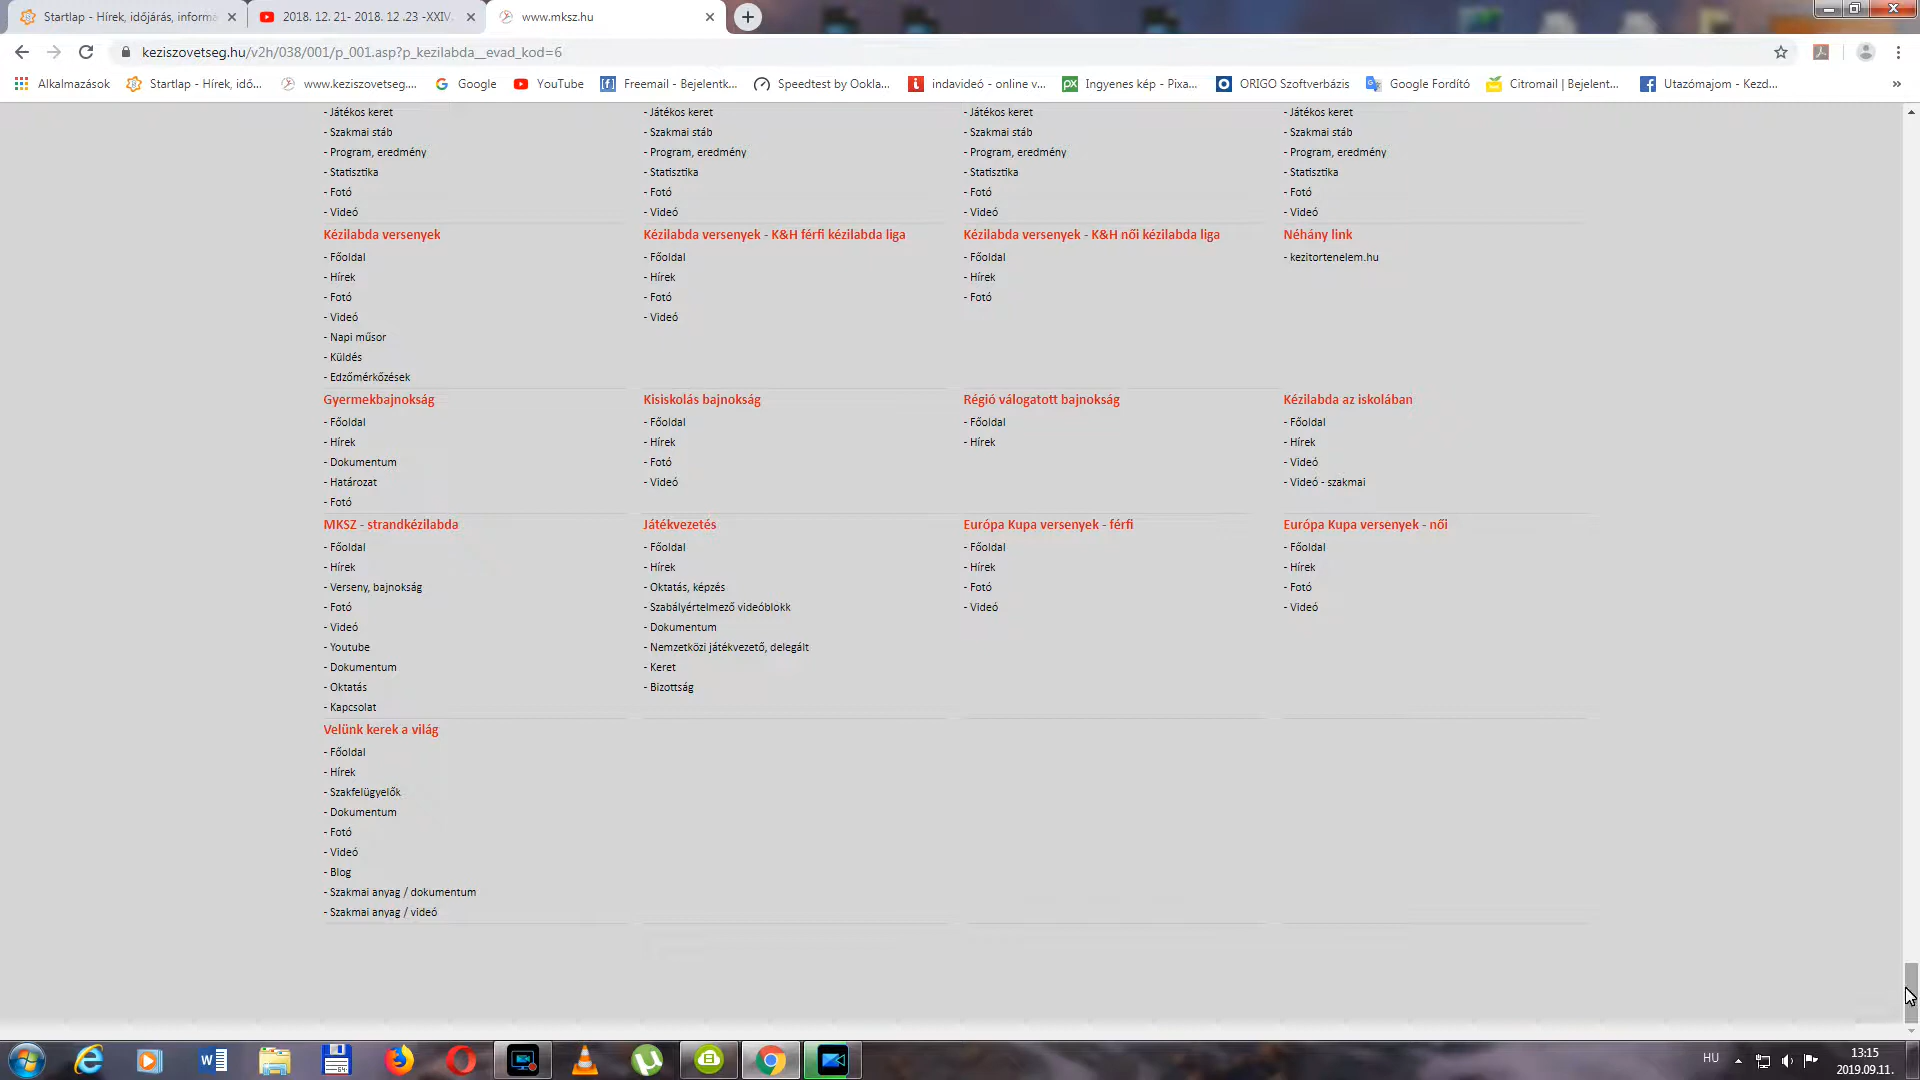 Startlap - Hírek, időjárás, informa
2018. 12. 21- 2018. 12 .23 -XXIV.
www.mksz.hu
keziszovetseg.hu/v2h/038/001/p_001.asp?p_kezilabda__evad_kod=6
Alkalmazások
Startlap - Hírek, idő...
www.keziszovetseg....
Google
YouTube
Freemail - Bejelentk...
Speedtest by Ookla...
indavideó - online v...
Ingyenes kép - Pixa...
ORIGO Szoftverbázis
Google Fordító
Citromail | Bejelent...
Utazómajom - Kezd...
»
- Játékos keret
- Szakmai stáb
- Program, eredmény
- Statisztika
- Fotó
- Videó
- Játékos keret
- Szakmai stáb
- Program, eredmény
- Statisztika
- Fotó
- Videó
- Játékos keret
- Szakmai stáb
- Program, eredmény
- Statisztika
- Fotó
- Videó
- Játékos keret
- Szakmai stáb
- Program, eredmény
- Statisztika
- Fotó
- Videó
Kézilabda versenyek
- Főoldal
- Hírek
- Fotó
- Videó
- Napi műsor
- Küldés
- Edzőmérkőzések
Kézilabda versenyek - K&H férfi kézilabda liga
- Főoldal
- Hírek
- Fotó
- Videó
Kézilabda versenyek - K&H női kézilabda liga
- Főoldal
- Hírek
- Fotó
Néhány link
- kezitortenelem.hu
Gyermekbajnokság
- Főoldal
- Hírek
- Dokumentum
- Határozat
- Fotó
Kisiskolás bajnokság
- Főoldal
- Hírek
- Fotó
- Videó
Régió válogatott bajnokság
- Főoldal
- Hírek
Kézilabda az iskolában
- Főoldal
- Hírek
- Videó
- Videó - szakmai
MKSZ - strandkézilabda
- Főoldal
- Hírek
- Verseny, bajnokság
- Fotó
- Videó
- Youtube
- Dokumentum
- Oktatás
- Kapcsolat
Játékvezetés
- Főoldal
- Hírek
- Oktatás, képzés
- Szabályértelmező videóblokk
- Dokumentum
- Nemzetközi játékvezető, delegált
- Keret
- Bizottság
Európa Kupa versenyek - férfi
- Főoldal
- Hírek
- Fotó
- Videó
Európa Kupa versenyek - női
- Főoldal
- Hírek
- Fotó
- Videó
Velünk kerek a világ
- Főoldal
- Hírek
- Szakfelügyelők
- Dokumentum
- Fotó
- Videó
- Blog
- Szakmai anyag / dokumentum
- Szakmai anyag / videó
HU
13:15
2019.09.11.